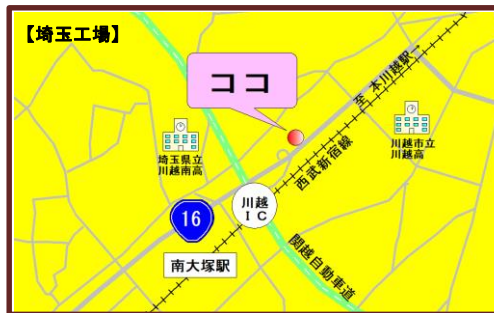 【埼玉工場】
ココ
至 本川越駅
埼玉県立
川越南高
川越市立
川越高
西武新宿線
川越
IC
16
南大塚駅
関越自動車道